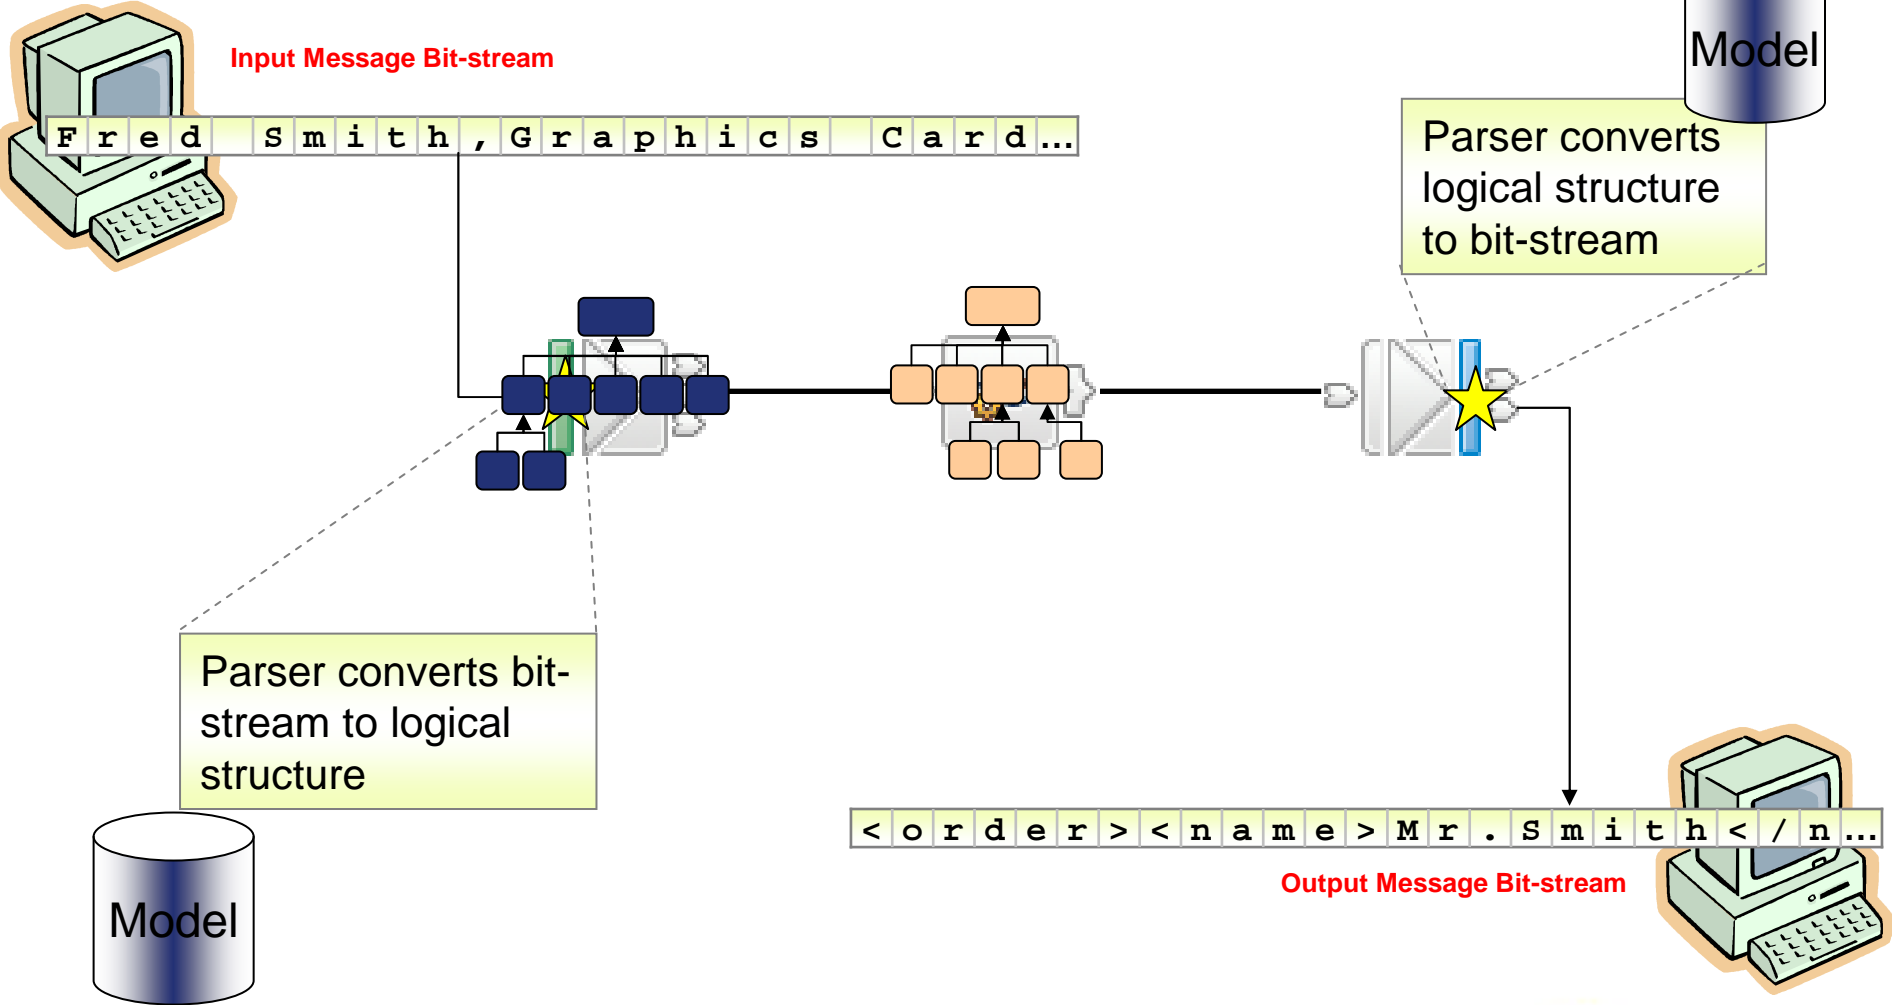 Input Message Bit-stream
Model
Fred Smith,Graphics Card...
Parser converts
logical structure
to bit-stream
Parser converts bit-
stream to logical
structure
<order><name>Mr.Smith</n...
Output Message Bit-stream
Model